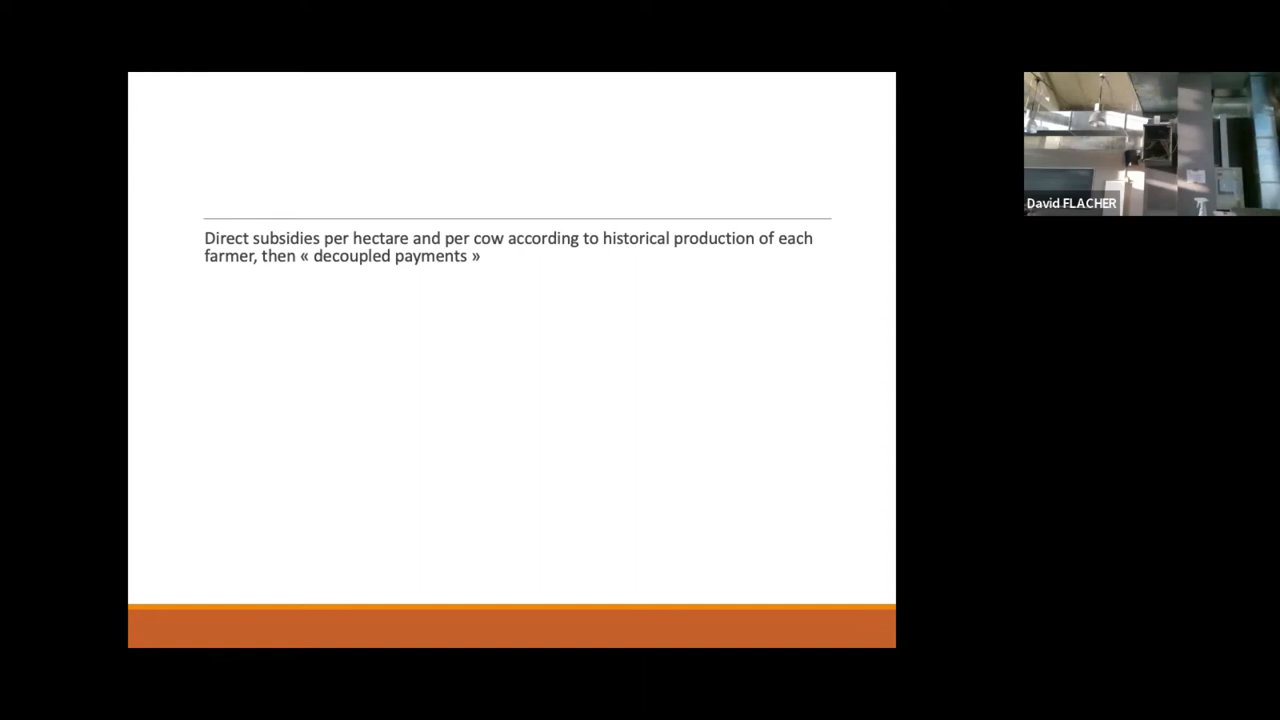 Direct subsidies per hectare and per cow according to historical production of each
farmer, then « decoupled payments »
David FLACHER